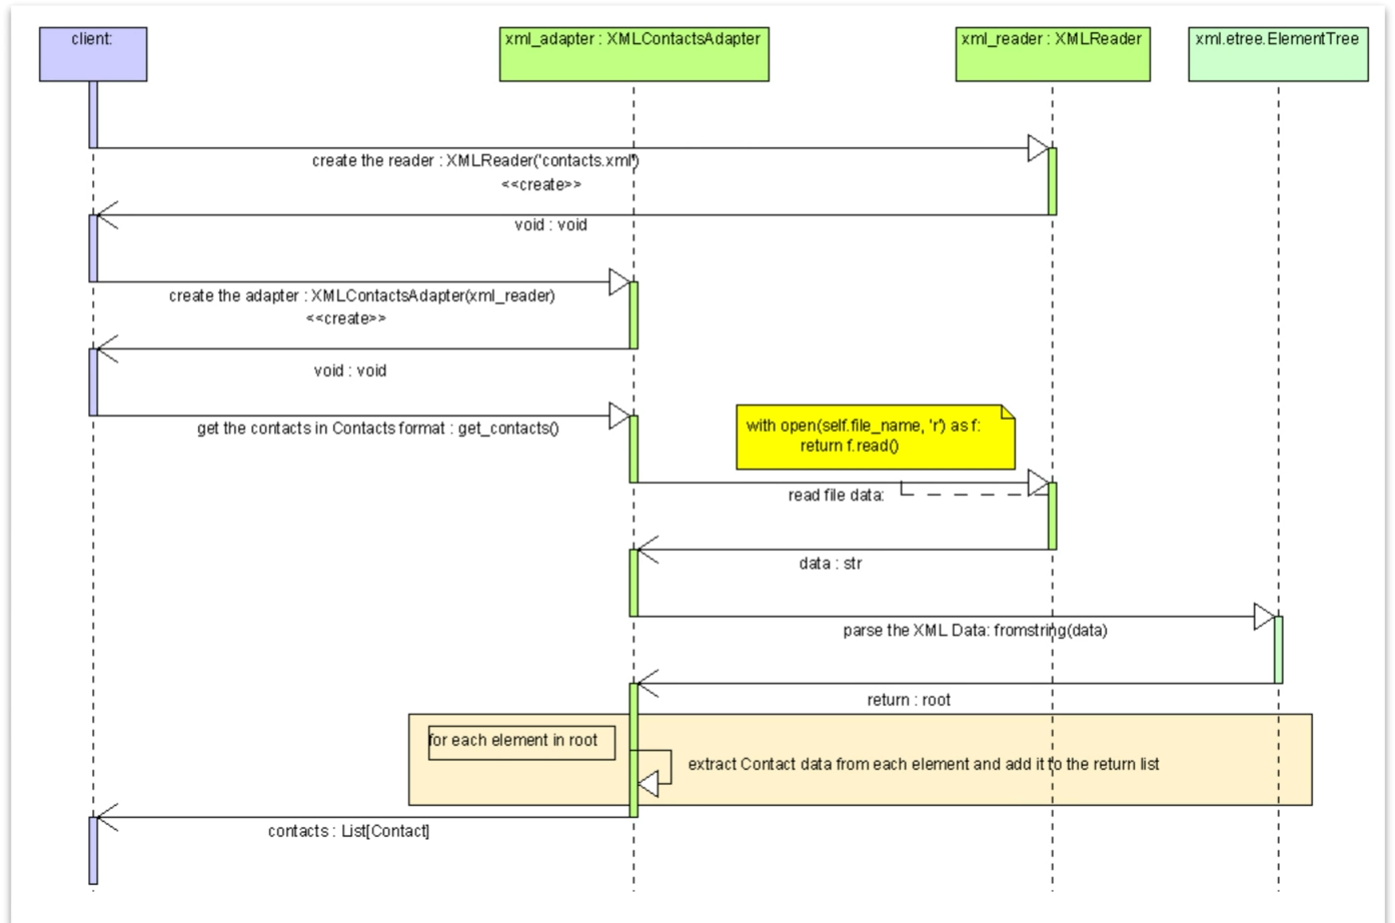 client:
xml_adapter : XMLContactsAdapter
xml_reader : XMLReader
xml.etree.ElementTree
create the reader : XMLReader('contacts.xml')
<<create>>
void : void
create the adapter : XMLContactsAdapter(xml_reader)
<<create>>
void : void
get the contacts in Contacts format : get_contacts()
with open(self.file_name, 'r') as f:
return f.read()
read file data:
data : str
parse the XML Data: fromstring(data)
return : root
for each element in root
extract Contact data from each element and add it to the return list
contacts : List[Contact]